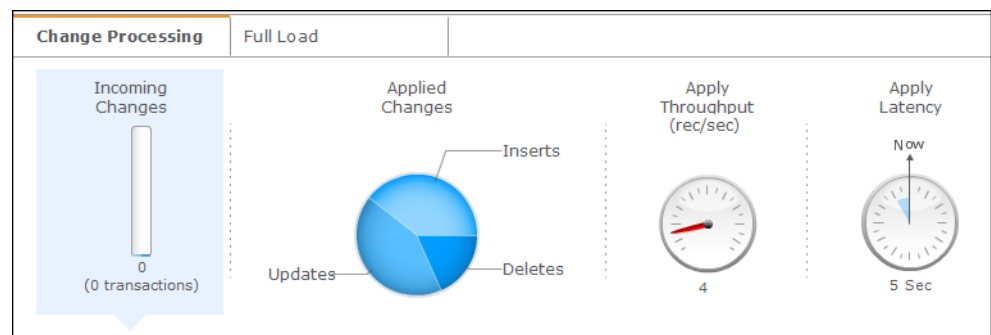 Change Processing
Full Load
Incoming
Changes
0
(0 transactions)
Applied
Changes
Inserts
Updates
Deletes
Apply
Throughput
(rec/sec)
4
Apply
Latency
Now
5 Sec